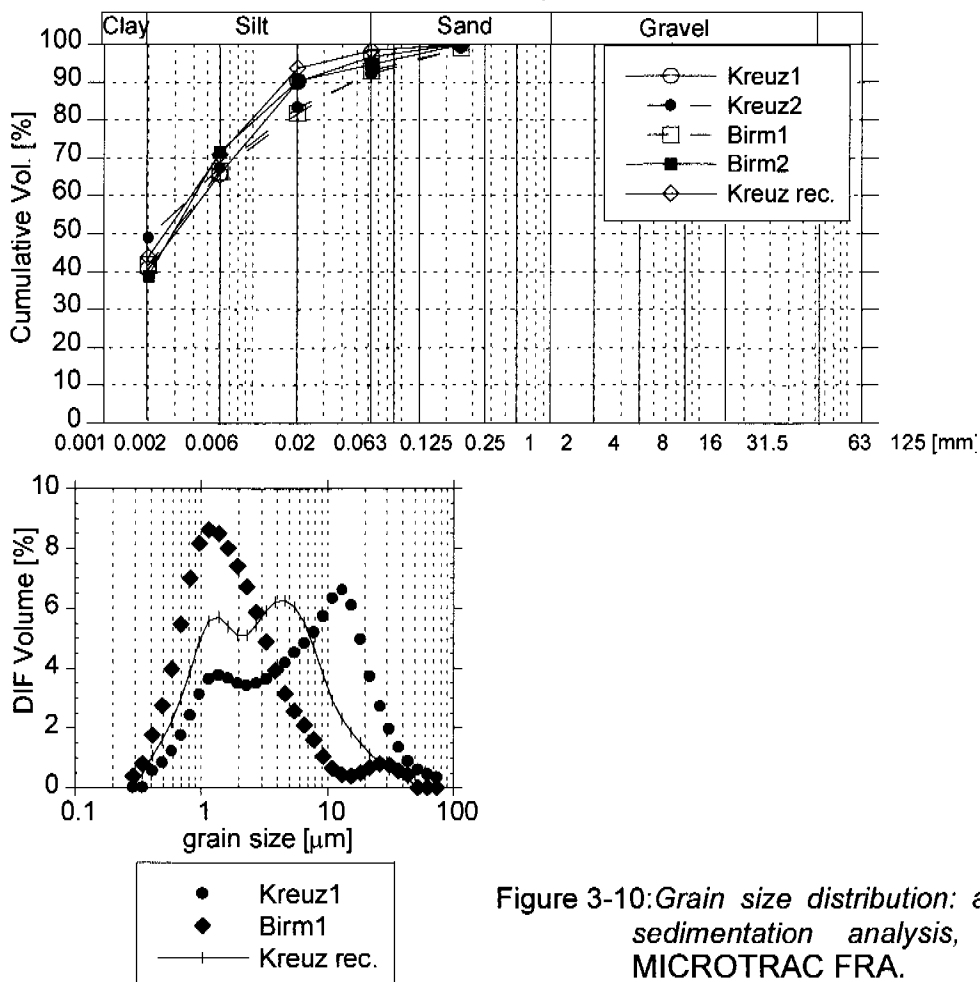 Clay Silt Sand Gravel
100
90
80
70
60
50
40
30
20
10
0
Cumulative Vol. [%]
Kreuz1
Kreuz2
Birm1
Birm2
Kreuz rec.
0.001 0.002 0.006 0.02 0.063 0.125 0.25 1 2 4 8 16 31.5 63 125 [mm]
10
8
6
4
2
0
DIF Volume [%]
0.1 1 10 100
grain size [μm]
Kreuz1
Birm1
Kreuz rec.
Figure 3-10:Grain size distribution: a
sedimentation analysis,
MICROTRAC FRA.